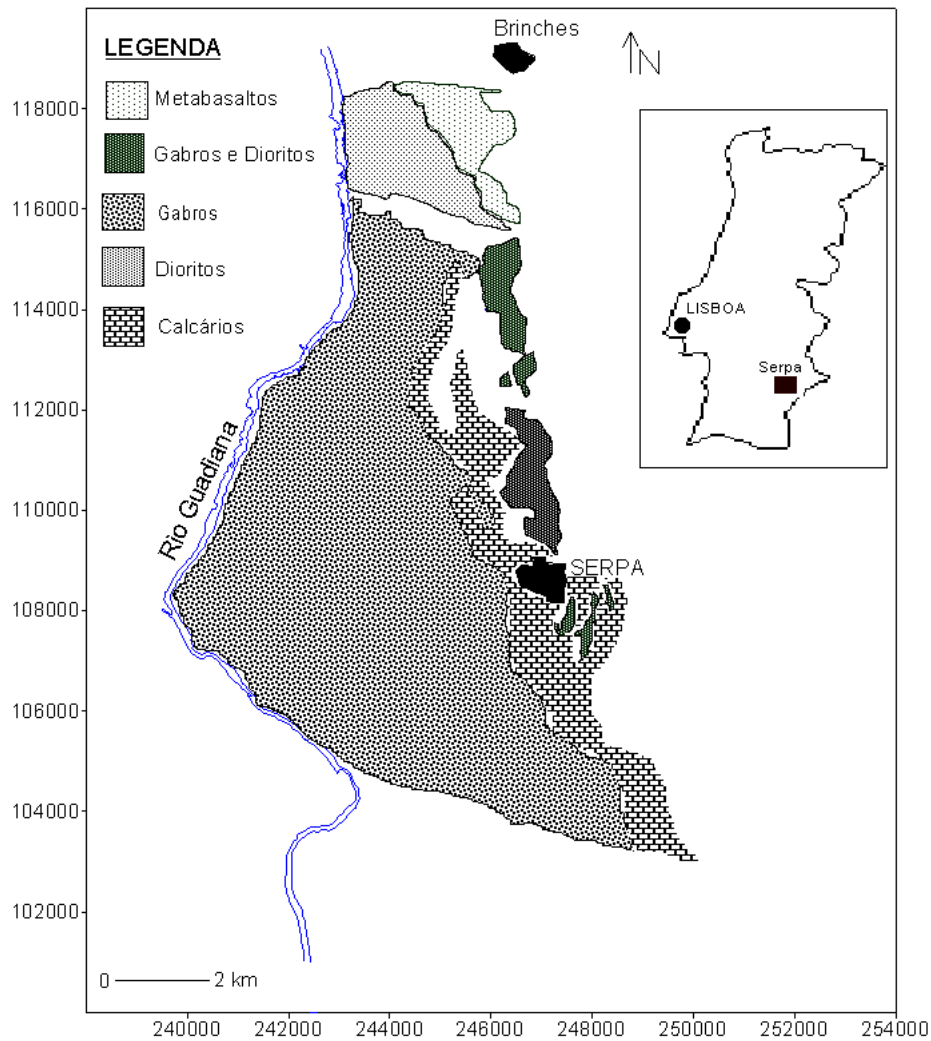 Brinches
N
LEGENDA
Metabasaltos
Gabros e Dioritos
Gabros
Dioritos
Calcários
LISBOA
Serpa
Rio Guadiana
SERPA
118000
116000
114000
112000
110000
108000
106000
104000
102000
0 2 km
240000 242000 244000 246000 248000 250000 252000 254000